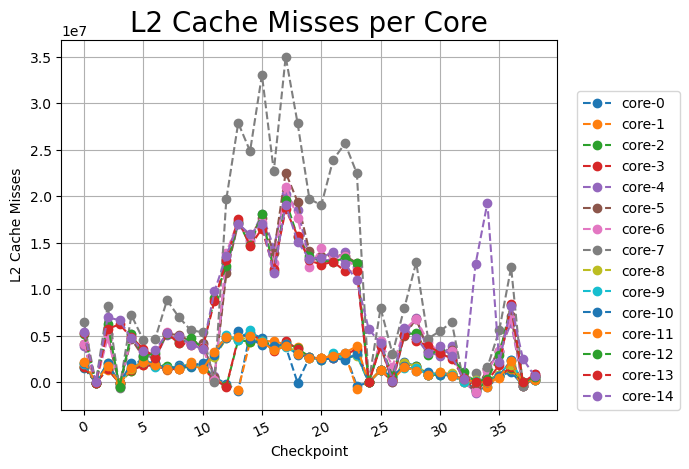 L2 Cache Misses per Core
1e7
3.5
3.0
2.5
2.0
1.5
1.0
0.5
0.0
L2 Cache Misses
0 5 10 15 20 25 30 35
Checkpoint
core-0
core-1
core-2
core-3
core-4
core-5
core-6
core-7
core-8
core-9
core-10
core-11
core-12
core-13
core-14